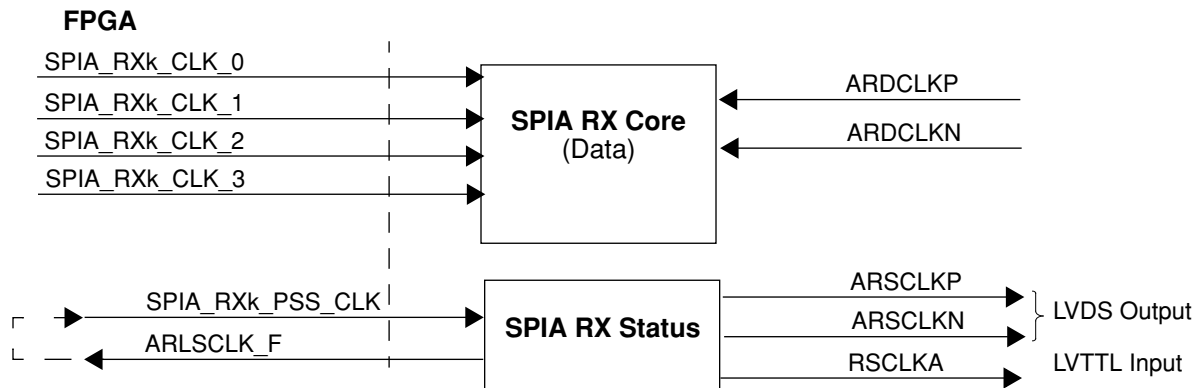 FPGA
SPIA_RXk_CLK_0
SPIA_RXk_CLK_1
SPIA_RXk_CLK_2
SPIA_RXk_CLK_3
SPIA RX Core
(Data)
ARDCLKP
ARDCLKN
SPIA_RXk_PSS_CLK
ARLSCLK_F
SPIA RX Status
ARSCLKP
ARSCLKN
LVDS Output
RSCLKA
LVTTL Input